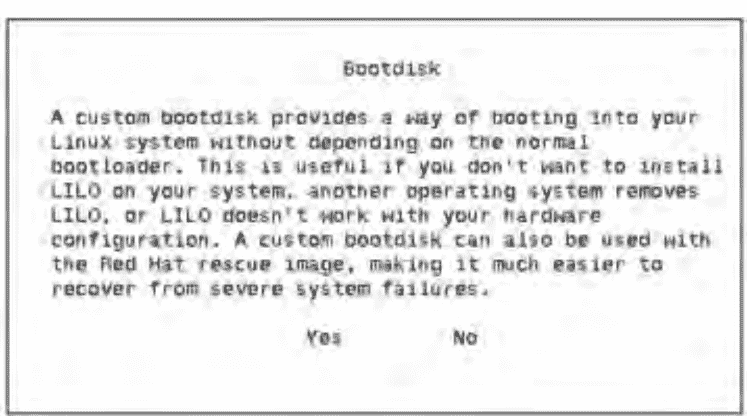 Bootdisk
A custom bootdisk provides a way of booting into your
Linux system without depending on the normal
bootloader. This is useful if you don't want to install
LILO on your system, another operating system removes
LILO, or LILO doesn't work with your hardware
configuration. A custom bootdisk can also be used with
the Red Hat rescue image, making it much easier to
recover from severe system failures.
Yes No